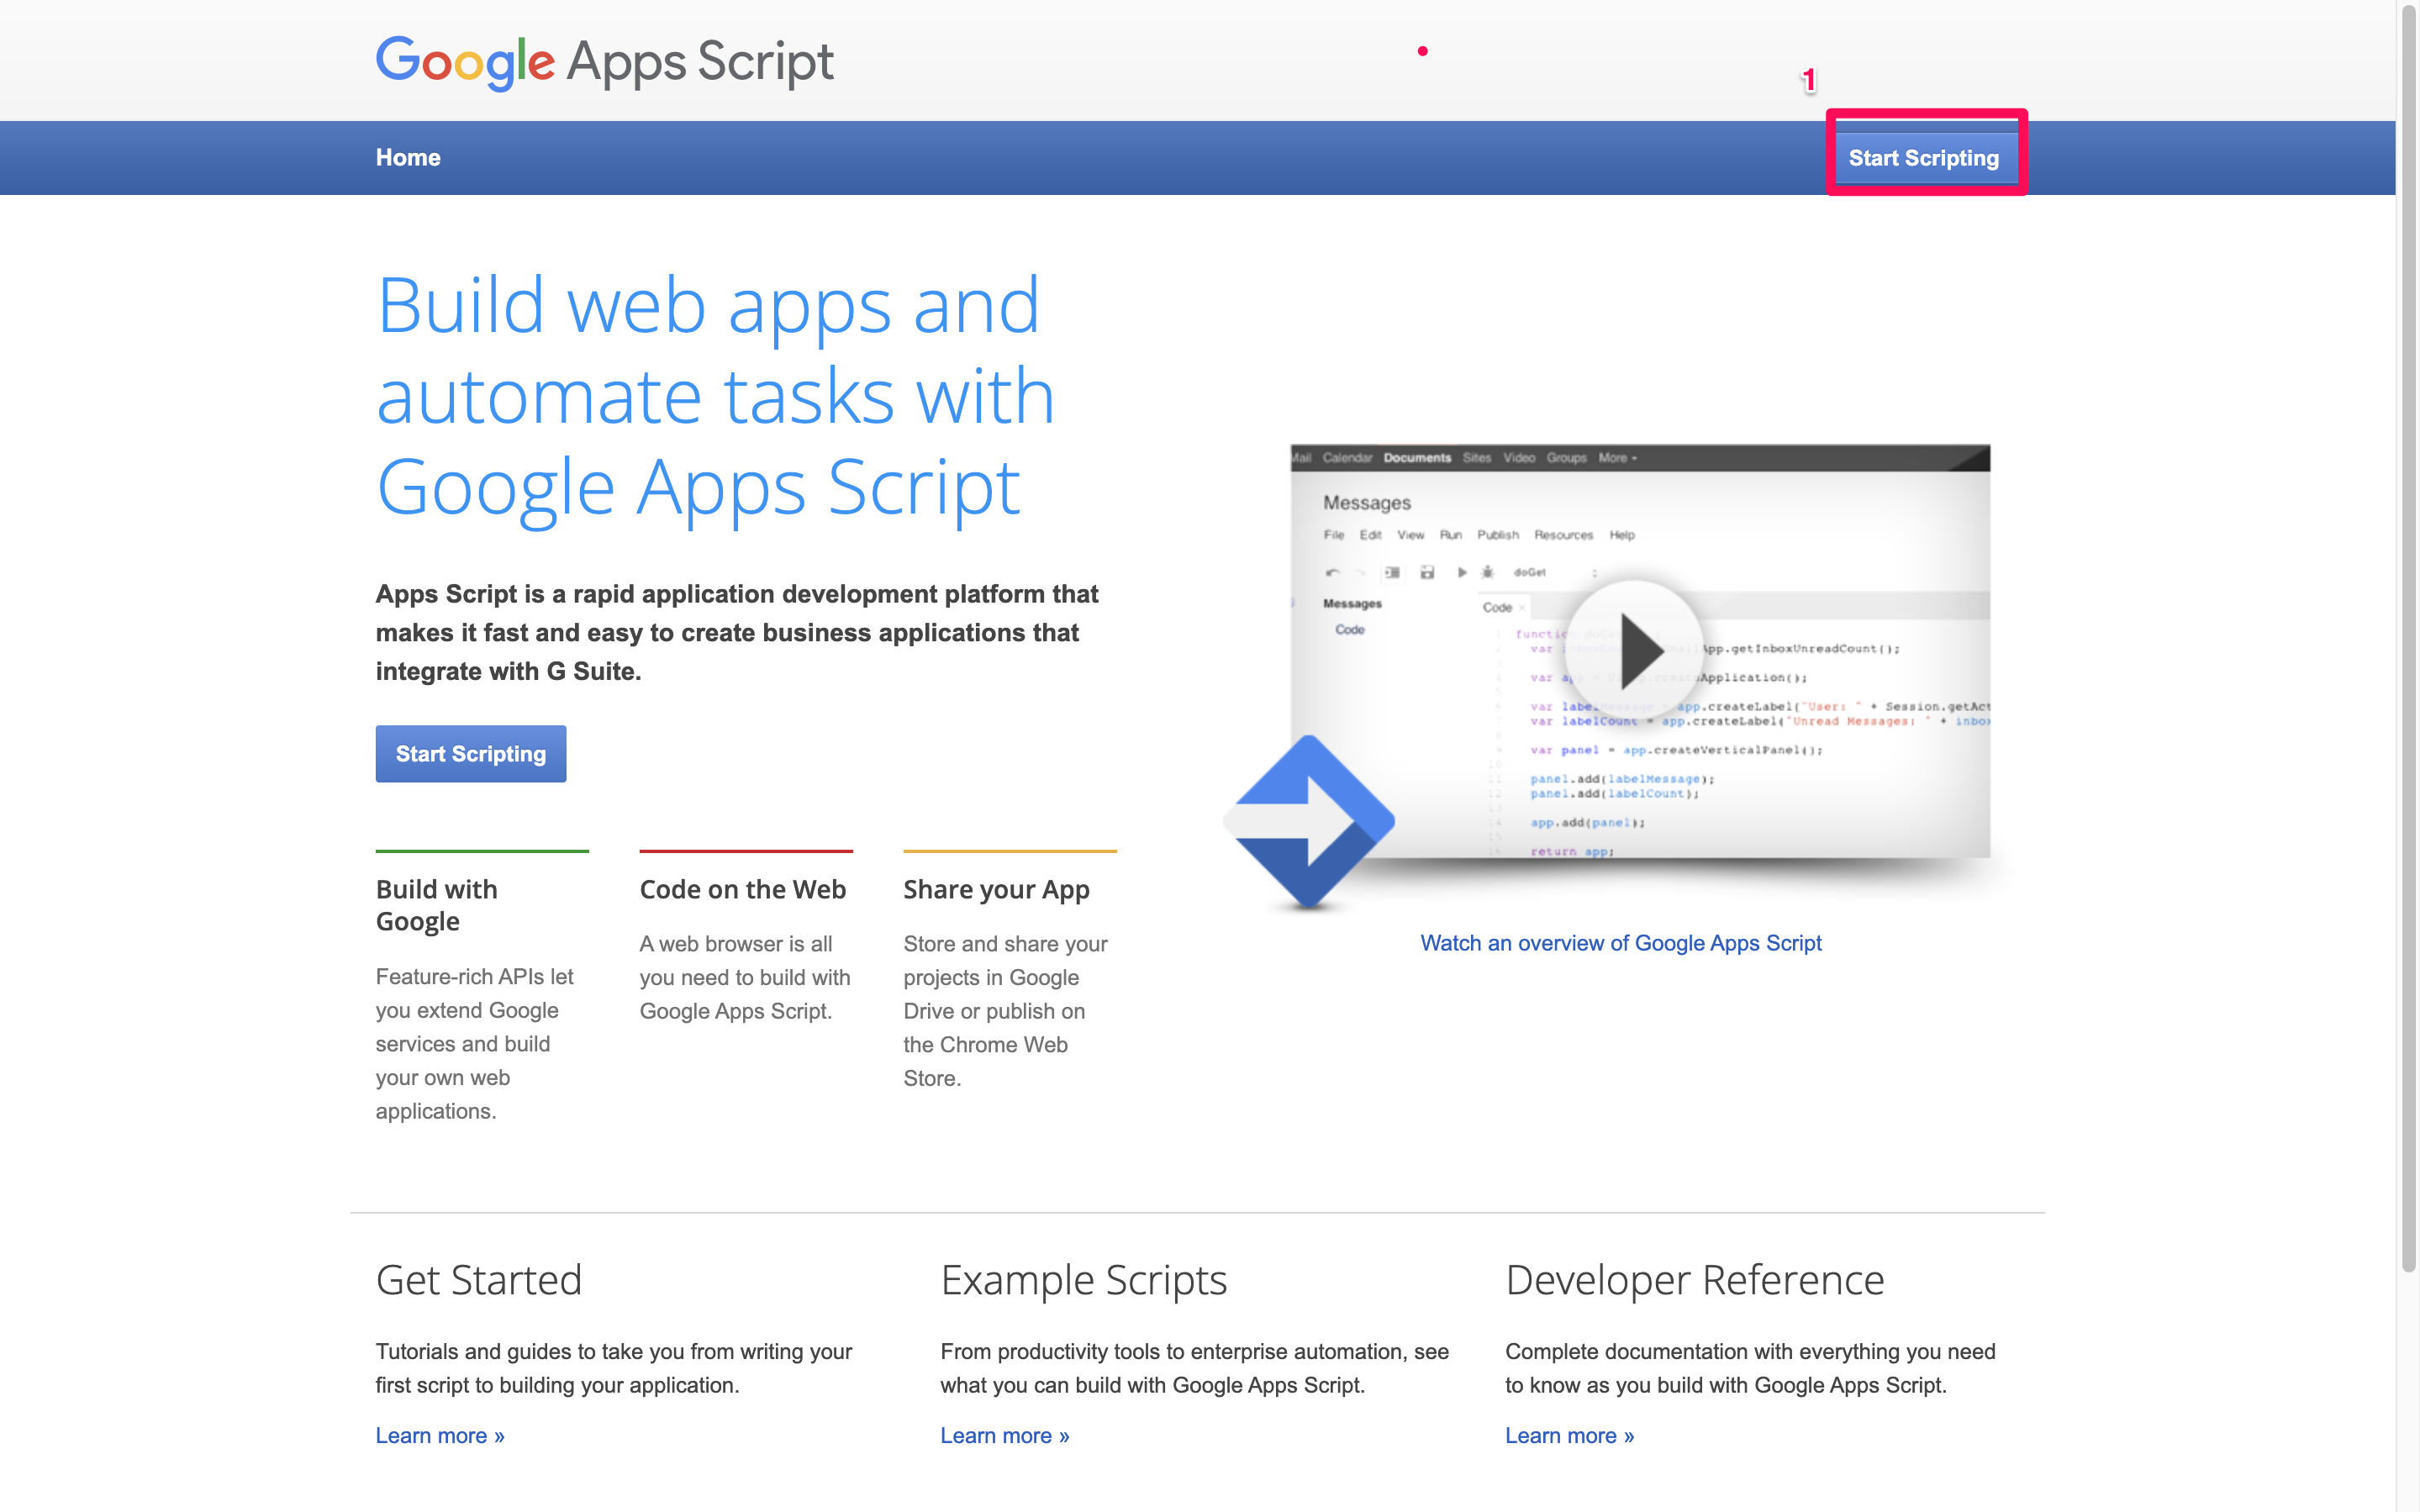 Google Apps Script
1
Home
Start Scripting
Build web apps and
automate tasks with
Google Apps Script
Apps Script is a rapid application development platform that
makes it fast and easy to create business applications that
integrate with G Suite.
Start Scripting
Build with
Google
Feature-rich APIs let
you extend Google
services and build
your own web
applications.
Code on the Web
A web browser is all
you need to build with
Google Apps Script.
Share your App
Store and share your
projects in Google
Drive or publish on
the Chrome Web
Store.
Mail Calendar Documents Sites Video Groups More
Messages
File Edit View Run Publish Resources Help
doGet
Messages
Code
Code ×
App.getInboxUnreadCount();
var
Application();
var app.createLabel("User: " + Session.getAct
var labelCount = app.createLabel("Unread Messages: " + inbox
var panel = app.createVerticalPanel();
panel.add(labelMessage);
panel.add(labelCount);
app.add(panel);
return app;
Watch an overview of Google Apps Script
Get Started
Tutorials and guides to take you from writing your
first script to building your application.
Learn more »
Example Scripts
From productivity tools to enterprise automation, see
what you can build with Google Apps Script.
Learn more »
Developer Reference
Complete documentation with everything you need
to know as you build with Google Apps Script.
Learn more »